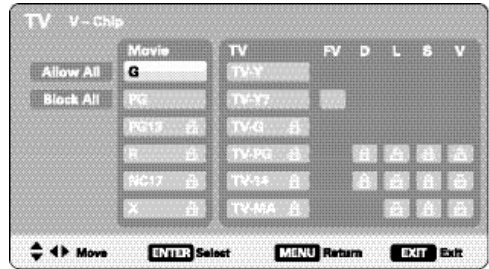 TV V-Chip
Movie TV FV D L S V
Allow All G TV-Y
Block All PG TV-Y7
PG13 TV-G
R TV-PG
NC17 TV-14
X TV-MA
Move ENTER Select MENU Return EXIT Exit